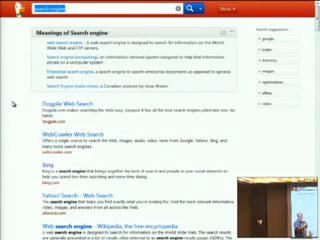 search engine
More
Meanings of Search engine
web search engine - A web search engine is designed to search for information on the World
Wide Web and FTP servers.
Search engine (computing) - an information retrieval system designed to help find information
stored on a computer system
Enterprise search engine, a search engine to search enterprise documents as opposed to general
web search.
Search Engine (radio show), a Canadian podcast by Jesse Brown
Search suggestions:
google
pages
directory
images
optimization
offers
video
Dogpile Web Search
Dogpile.com makes searching the Web easy, because it has all the best search engines piled into one. Go
dogpile.com
WebCrawler Web Search
Offers a single source to search the Web, images, audio, video, news from Google, Yahoo!, Bing, and
many more search engines.
webcrawler.com
Bing
Bing is a search engine that brings together the best of search and people in your social networks to
help you spend less time searching and more time doing.
bing.com
Yahoo! Search - Web Search
The search engine that helps you find exactly what you're looking for. Find the most relevant information,
video, images, and answers from all across the Web.
altavista.com
Web search engine - Wikipedia, the free encyclopedia
A web search engine is designed to search for information on the World Wide Web. The search results
are generally presented in a list of results often referred to as search engine results pages (SERPs). The